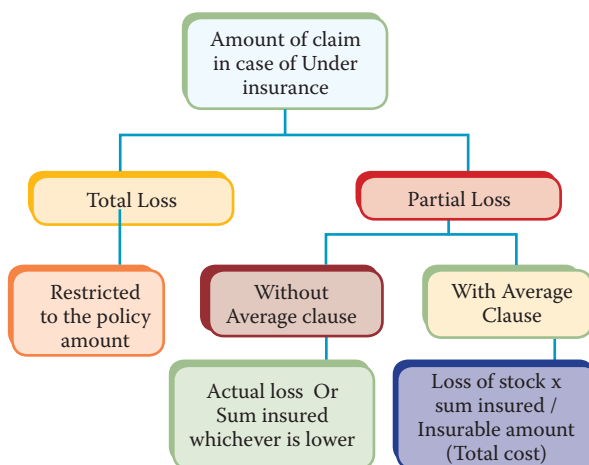 Amount of claim
in case of Under
insurance
Total Loss
Partial Loss
Restricted
to the policy
amount
Without
Average clause
With Average
Clause
Actual loss Or
Sum insured
whichever is lower
Loss of stock x
sum insured /
Insurable amount
(Total cost)